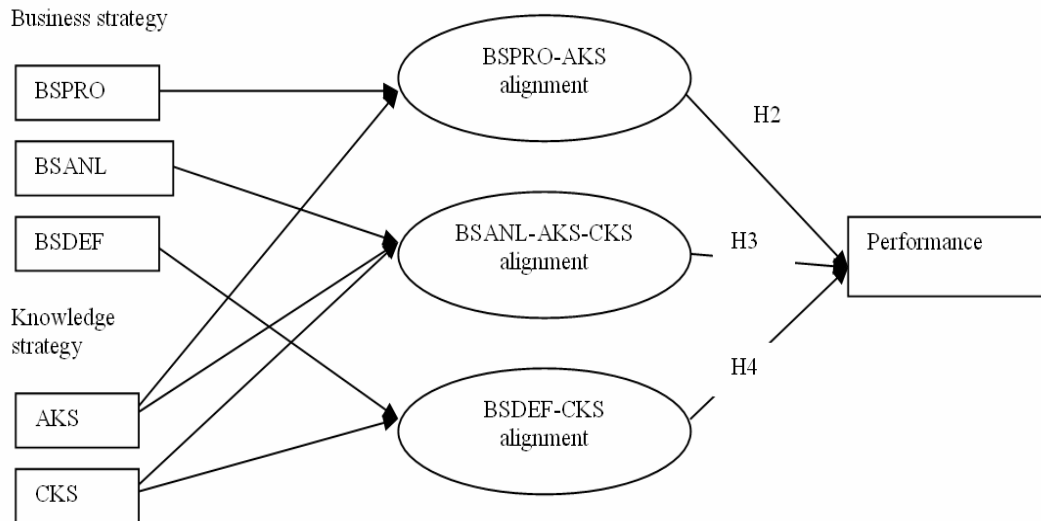 Business strategy
BSPRO
BSANL
BSDEF
Knowledge
strategy
AKS
CKS
BSPRO-AKS
alignment
BSANL-AKS-CKS
alignment
BSDEF-CKS
alignment
H2
H3
H4
Performance